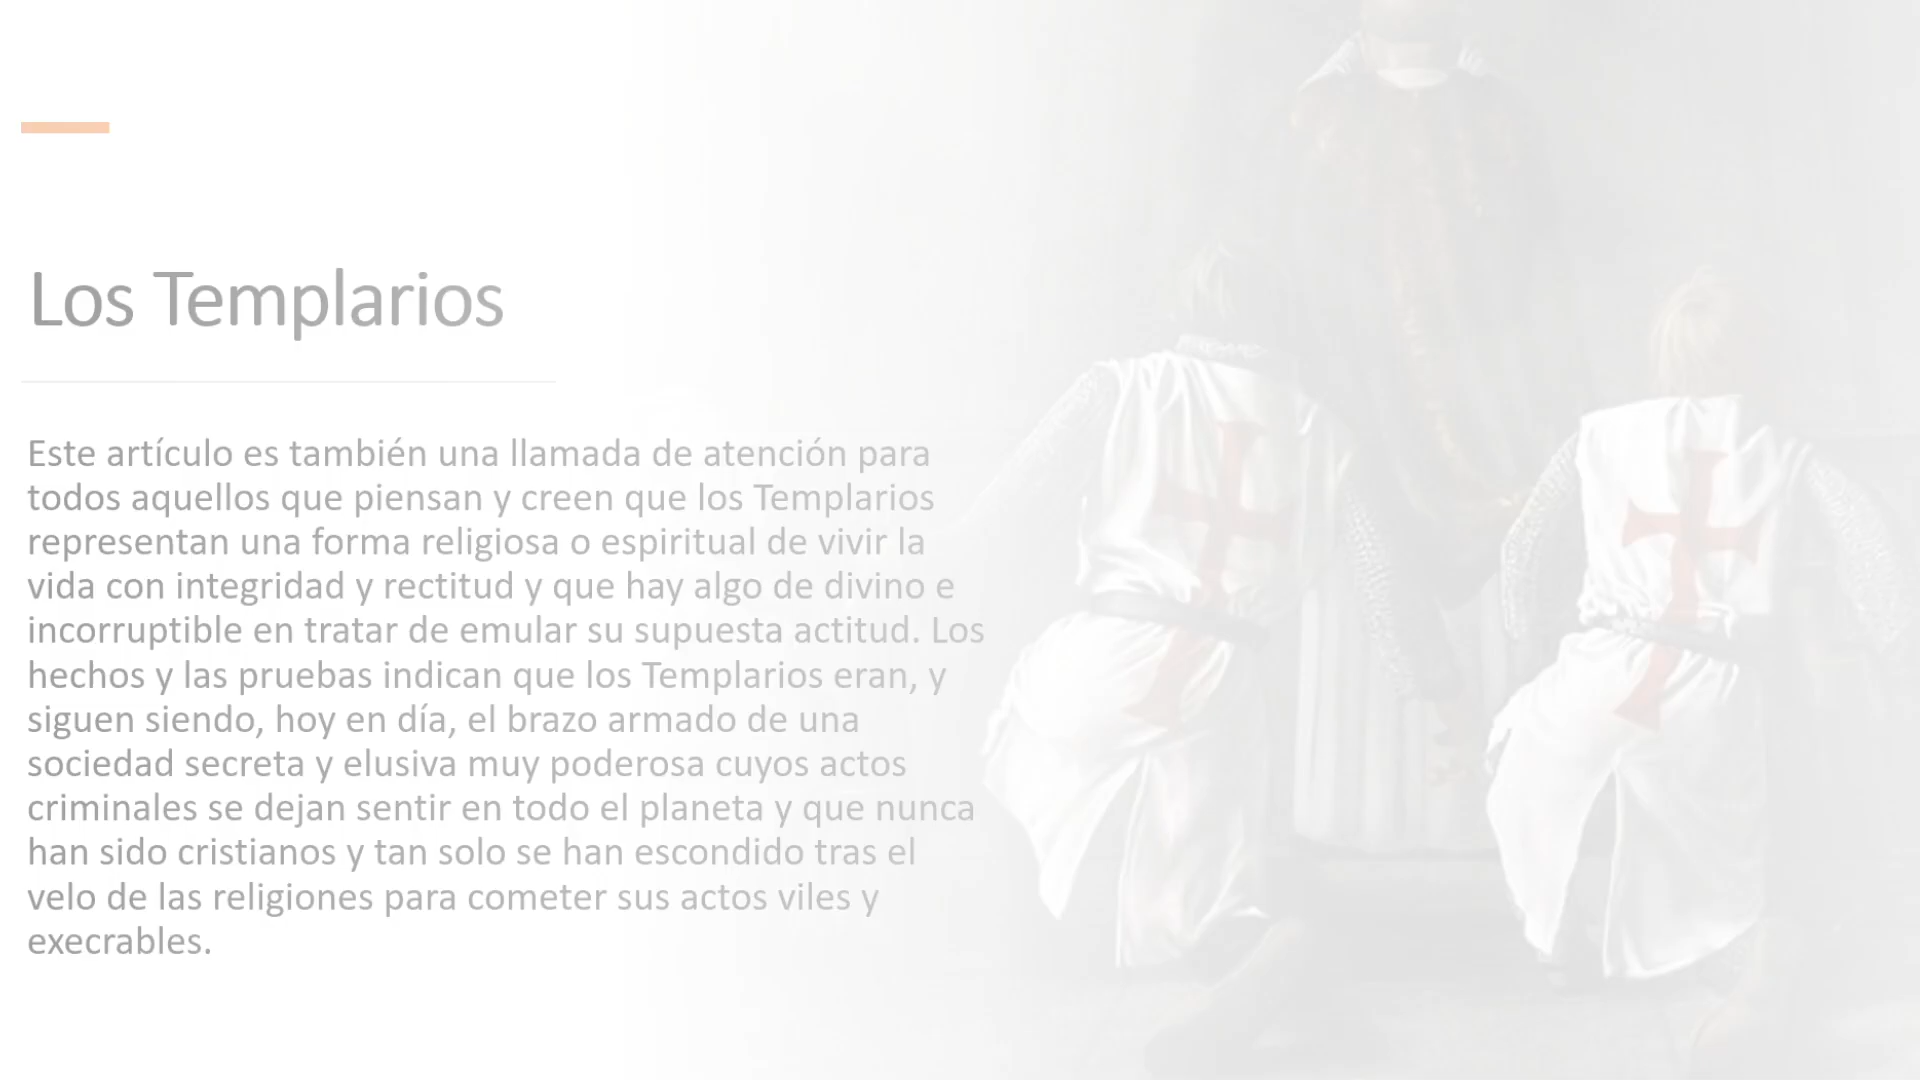 Los Templarios
Este artículo es también una llamada de atención para
todos aquellos que piensan y creen que los Templarios
representan una forma religiosa o espiritual de vivir la
vida con integridad y rectitud y que hay algo de divino e
incorruptible en tratar de emular su supuesta actitud. Los
hechos y las pruebas indican que los Templarios eran, y
siguen siendo, hoy en día, el brazo armado de una
sociedad secreta y elusiva muy poderosa cuyos actos
criminales se dejan sentir en todo el planeta y que nunca
han sido cristianos y tan solo se han escondido tras el
velo de las religiones para cometer sus actos viles y
execrables.